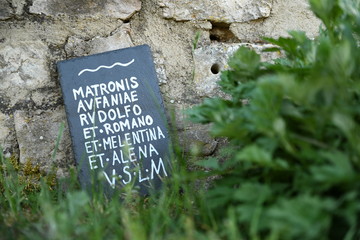 MATRONIS
AVFANIAE
RVDOLFO
ET·ROMANO
ET·MELENTINA
ET·ALENA
V·S·L·M